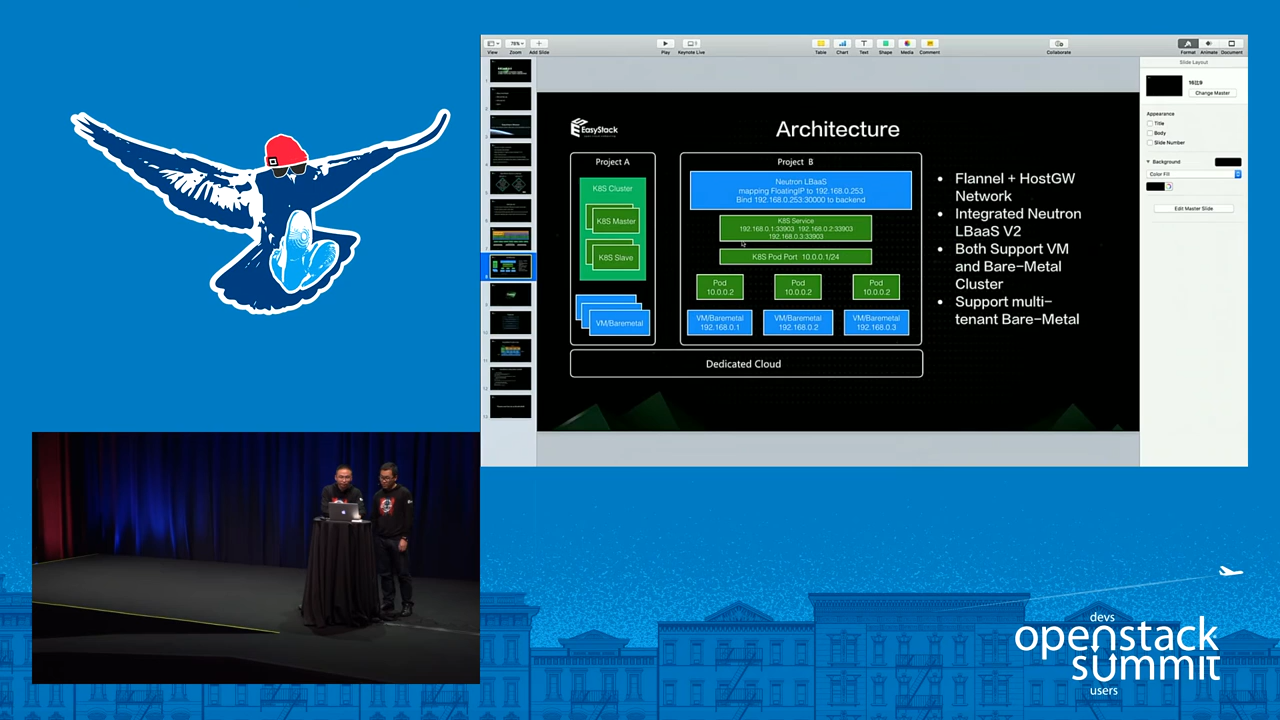 View
Zoom
Add Slide
Play
Keynote Live
Table
Chart
Text
Shape
Media
Comment
Collaborate
Format
Animate
Document
78%
Slide Layout
Change Master
Appearance
Title
Body
Slide Number
Background
Color Fill
Edit Master Slide
EasyStack
Architecture
Project A
K8S Cluster
K8S Master
K8S Slave
VM/Baremetal
Project B
Neutron LBaaS
mapping FloatingIP to 192.168.0.253
Bind 192.168.0.253:30000 to backend
K8S Service
192.168.0.1:33903 192.168.0.2:33903
192.168.0.3:33903
K8S Pod Port 10.0.0.1/24
Pod
10.0.0.2
Pod
10.0.0.2
Pod
10.0.0.2
VM/Baremetal
192.168.0.1
VM/Baremetal
192.168.0.2
VM/Baremetal
192.168.0.3
Dedicated Cloud
• Flannel + HostGW
Network
• Integrated Neutron
LBaaS V2
• Both Support VM
and Bare-Metal
Cluster
• Support multi-
tenant Bare-Metal
devs
openstack
summit
users